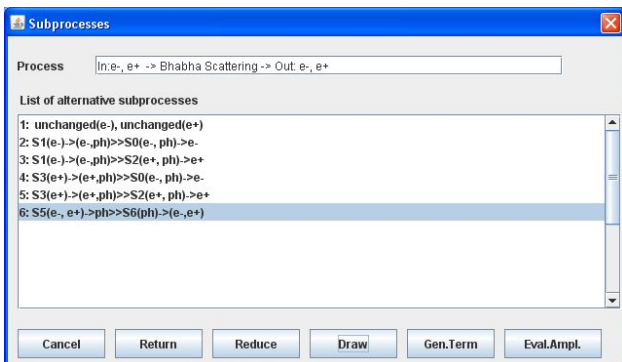 Subprocesses
Process In:e-, e+ -> Bhabha Scattering -> Out: e-, e+
List of alternative subprocesses
1: unchanged(e-), unchanged(e+)
2: S1(e-)->(e-,ph)>>S0(e-, ph)->e-
3: S1(e-)->(e-,ph)>>S2(e+, ph)->e+
4: S3(e+)->(e+,ph)>>S0(e-, ph)->e-
5: S3(e+)->(e+,ph)>>S2(e+, ph)->e+
6: S5(e-, e+)->ph>>S6(ph)->(e-,e+)
Cancel Return Reduce Draw Gen.Term Eval.Ampl.